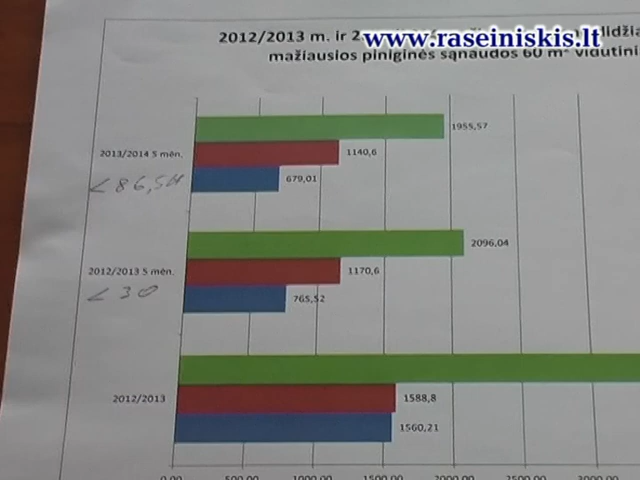 www.raseiniskis.lt
2012/2013 m. ir
mažiausios piniginės sąnaudos 60 m²
1955,57
2013/2014 5 mėn.
1140,6
<86,54
679,01
2096,04
2012/2013 5 mėn.
1170,6
<30
765,52
2012/2013
1588,8
1560,21
0,00 500,00 1000,00 1500,00 2000,00 2500,00 3000,00